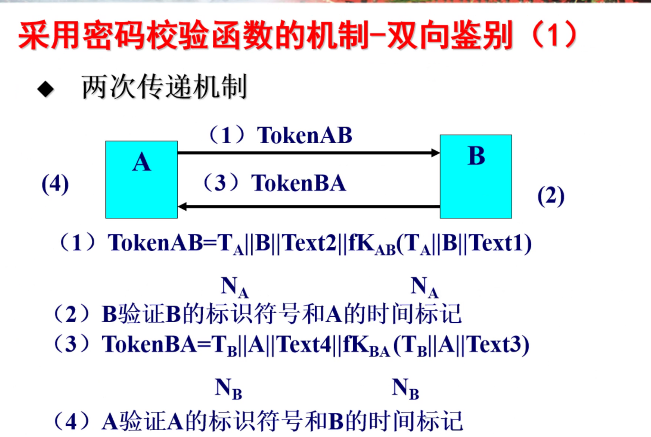 采用密码校验函数的机制-双向鉴别（1）
◆ 两次传递机制
（1）TokenAB
A
B
(4)
（3）TokenBA
(2)
（1）TokenAB=T_A||B||Text2||fK_AB(T_A||B||Text1)
N_A N_A
（2）B验证B的标识符号和A的时间标记
（3）TokenBA=T_B||A||Text4||fK_BA(T_B||A||Text3)
N_B N_B
（4）A验证A的标识符号和B的时间标记